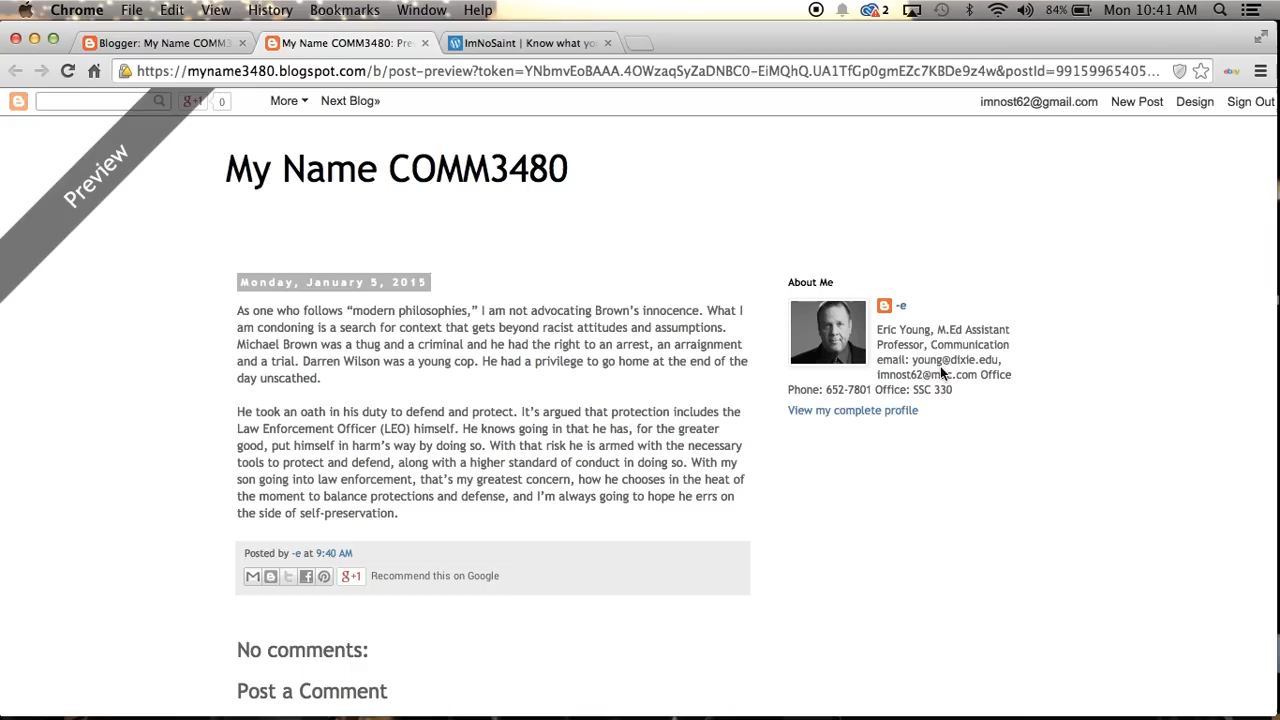 Chrome File Edit View History Bookmarks Window Help 2 84% Mon 10:41 AM
Blogger: My Name COMM3 My Name COMM3480: Pre ImNoSaint | Know what yo
https://myname3480.blogspot.com/b/post-preview?token=YNbmvEoBAAA.4OWzaqSyZaDNBC0-EiMQhQ.UA1TfGp0gmEZc7KBDe9z4w&postId=99159965405... ebay
g+1 0 More Next Blog» imnost62@gmail.com New Post Design Sign Out
Preview
My Name COMM3480
Monday, January 5, 2015
As one who follows “modern philosophies,” I am not advocating Brown’s innocence. What I
am condoning is a search for context that gets beyond racist attitudes and assumptions.
Michael Brown was a thug and a criminal and he had the right to an arrest, an arraignment
and a trial. Darren Wilson was a young cop. He had a privilege to go home at the end of the
day unscathed.
He took an oath in his duty to defend and protect. It’s argued that protection includes the
Law Enforcement Officer (LEO) himself. He knows going in that he has, for the greater
good, put himself in harm’s way by doing so. With that risk he is armed with the necessary
tools to protect and defend, along with a higher standard of conduct in doing so. With my
son going into law enforcement, that’s my greatest concern, how he chooses in the heat of
the moment to balance protections and defense, and I’m always going to hope he errs on
the side of self-preservation.
Posted by -e at 9:40 AM
g+1 Recommend this on Google
No comments:
Post a Comment
About Me
-e
Eric Young, M.Ed Assistant
Professor, Communication
email: young@dixie.edu,
Office
Phone: 652-7801 Office: SSC 330
View my complete profile